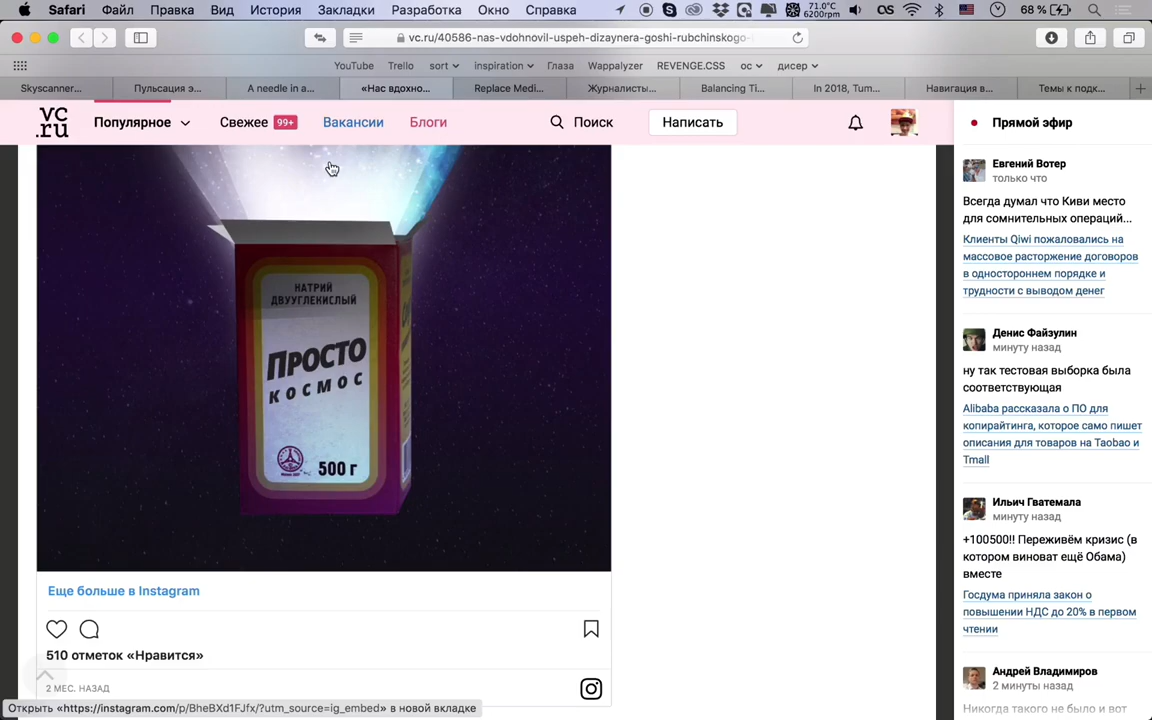 Safari Файл Правка Вид История Закладки Разработка Окно Справка 71.0°C 6200rpm 68 %
vc.ru/40586-nas-vdohnovil-uspeh-dizaynera-goshi-rubchinskogo-
YouTube Trello sort inspiration Глаза Wappalyzer REVENGE.CSS ос дисер
Skyscanner... Пульсация э... A needle in a... «Нас вдохно... Replace Medi... Журналисты... Balancing Ti... In 2018, Tum... Навигация в... Темы к подк...
vc.ru Популярное Свежее 99+ Вакансии Блоги Поиск Написать
НАТРИЙ
ДВУУГЛЕКИСЛЫЙ
ПРОСТО
КОСМОС
500 г
Еще больше в Instagram
510 отметок «Нравится»
2 МЕС. НАЗАД
Открыть «https://instagram.com/p/BheBXd1FJfx/?utm_source=ig_embed» в новой вкладке
Прямой эфир
Евгений Вотер
только что
Всегда думал что Киви место
для сомнительных операций...
Клиенты Qiwi пожаловались на
массовое расторжение договоров
в одностороннем порядке и
трудности с выводом денег
Денис Файзулин
минуту назад
ну так тестовая выборка была
соответствующая
Alibaba рассказала о ПО для
копирайтинга, которое само пишет
описания для товаров на Taobao и
Tmall
Ильич Гватемала
минуту назад
+100500!! Переживём кризис (в
котором виноват ещё Обама)
вместе
Госдума приняла закон о
повышении НДС до 20% в первом
чтении
Андрей Владимиров
2 минуты назад
Никогда такого не было и вот